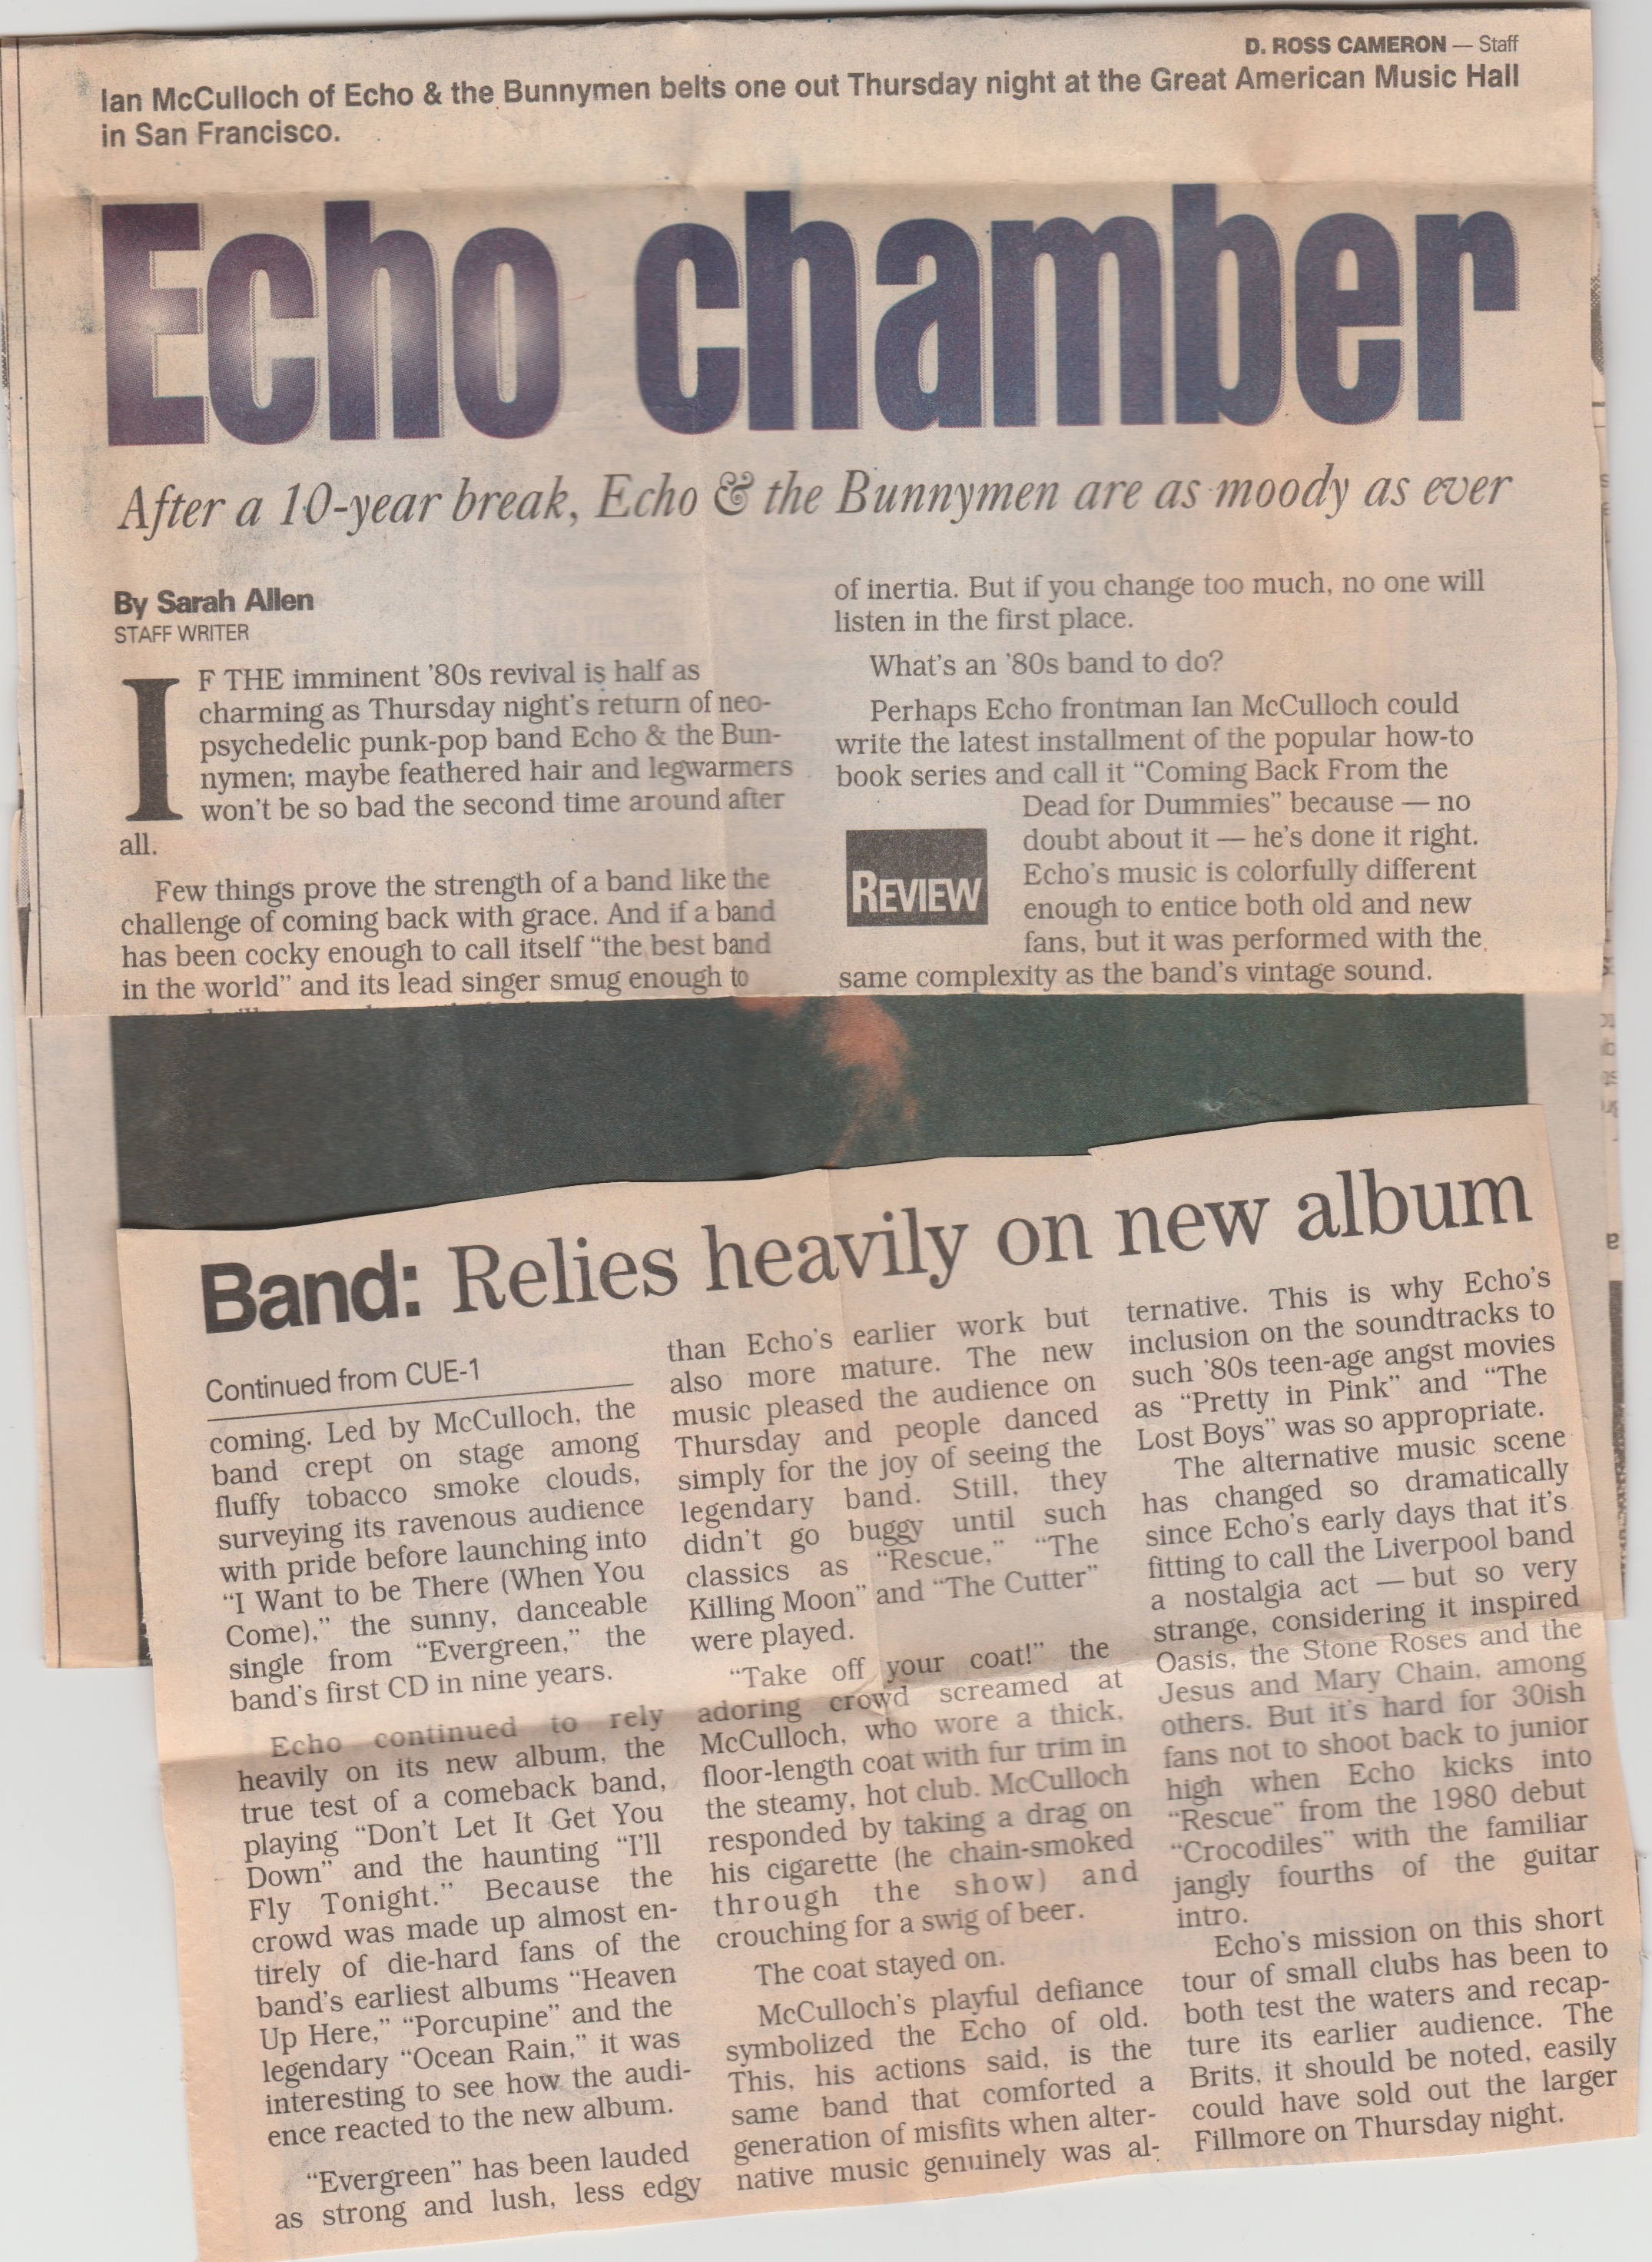 D. ROSS CAMERON — Staff
Ian McCulloch of Echo & the Bunnymen belts one out Thursday night at the Great American Music Hall
in San Francisco.
Echo chamber
After a 10-year break, Echo & the Bunnymen are as moody as ever
By Sarah Allen
STAFF WRITER
IF THE imminent '80s revival is half as
charming as Thursday night's return of neo-
psychedelic punk-pop band Echo & the Bun-
nymen; maybe feathered hair and legwarmers
won't be so bad the second time around after
all.
Few things prove the strength of a band like the
challenge of coming back with grace. And if a band
has been cocky enough to call itself “the best band
in the world” and its lead singer smug enough to
of inertia. But if you change too much, no one will
listen in the first place.
What's an '80s band to do?
Perhaps Echo frontman Ian McCulloch could
write the latest installment of the popular how-to
book series and call it “Coming Back From the
Dead for Dummies” because — no
doubt about it — he's done it right.
Echo's music is colorfully different
enough to entice both old and new
fans, but it was performed with the
same complexity as the band's vintage sound.
REVIEW
Band: Relies heavily on new album
Continued from CUE-1
coming. Led by McCulloch, the
band crept on stage among
fluffy tobacco smoke clouds,
surveying its ravenous audience
with pride before launching into
“I Want to be There (When You
Come),” the sunny, danceable
single from “Evergreen,” the
band's first CD in nine years.
Echo continued to rely
heavily on its new album, the
true test of a comeback band,
playing “Don't Let It Get You
Down” and the haunting “I'll
Fly Tonight.” Because the
crowd was made up almost en-
tirely of die-hard fans of the
band's earliest albums “Heaven
Up Here,” “Porcupine” and the
legendary “Ocean Rain,” it was
interesting to see how the audi-
ence reacted to the new album.
“Evergreen” has been lauded
as strong and lush, less edgy
than Echo's earlier work but
also more mature. The new
music pleased the audience on
Thursday and people danced
simply for the joy of seeing the
legendary band. Still, they
didn't go buggy until such
classics as “Rescue,” “The
Killing Moon” and “The Cutter”
were played.
“Take off your coat!” the
adoring crowd screamed at
McCulloch, who wore a thick,
floor-length coat with fur trim in
the steamy, hot club. McCulloch
responded by taking a drag on
his cigarette (he chain-smoked
through the show) and
crouching for a swig of beer.
The coat stayed on.
McCulloch's playful defiance
symbolized the Echo of old.
This, his actions said, is the
same band that comforted a
generation of misfits when alter-
native music genuinely was al-
ternative. This is why Echo's
inclusion on the soundtracks to
such '80s teen-age angst movies
as “Pretty in Pink” and “The
Lost Boys” was so appropriate.
The alternative music scene
has changed so dramatically
since Echo's early days that it's
fitting to call the Liverpool band
a nostalgia act — but so very
strange, considering it inspired
Oasis, the Stone Roses and the
Jesus and Mary Chain, among
others. But it's hard for 30ish
fans not to shoot back to junior
high when Echo kicks into
“Rescue” from the 1980 debut
“Crocodiles” with the familiar
jangly fourths of the guitar
intro.
Echo's mission on this short
tour of small clubs has been to
both test the waters and recap-
ture its earlier audience. The
Brits, it should be noted, easily
could have sold out the larger
Fillmore on Thursday night.